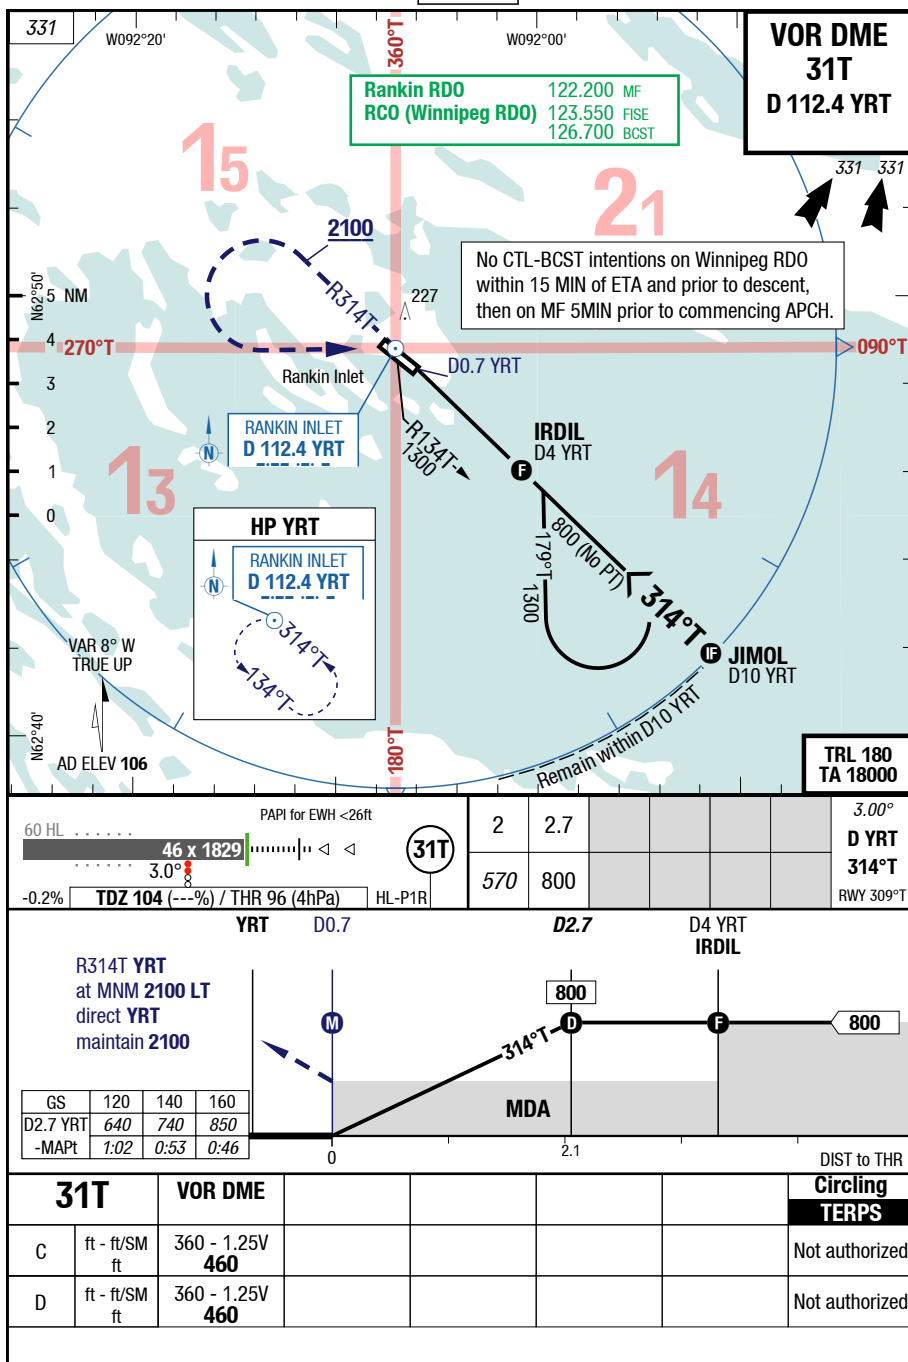 331
W092°20'
360°T
W092°00'
VOR DME
31T
D 112.4 YRT
Rankin RDO 122.200 MF
RCO (Winnipeg RDO) 123.550 FISE
126.700 BCST
331 331
15
21
2100
No CTL-BCST intentions on Winnipeg RDO
within 15 MIN of ETA and prior to descent,
then on MF 5MIN prior to commencing APCH.
N62°50'
5 NM
R314T
227
4
270°T
090°T
3
Rankin Inlet
D0.7 YRT
2
RANKIN INLET
D 112.4 YRT
N
R134T
1300
IRDIL
D4 YRT
F
1
13
14
0
HP YRT
RANKIN INLET
D 112.4 YRT
N
314°T
134°T
800 (No PT)
179°T
1300
314°T
IF JIMOL
D10 YRT
VAR 8° W
TRUE UP
N62°40'
AD ELEV 106
180°T
Remain within D10 YRT
TRL 180
TA 18000
60 HL
PAPI for EWH <26ft
46 x 1829
3.0°
-0.2%
TDZ 104 (---%) / THR 96 (4hPa)
HL-P1R
31T
2 2.7
570 800
3.00°
D YRT
314°T
RWY 309°T
YRT D0.7 D2.7 D4 YRT
IRDIL
R314T YRT
at MNM 2100 LT
direct YRT
maintain 2100
M
314°T
800
D
F
800
MDA
GS 120 140 160
D2.7 YRT 640 740 850
-MAPt 1:02 0:53 0:46
0
2.1
DIST to THR
31T VOR DME Circling
TERPS
C ft - ft/SM 360 - 1.25V Not authorized
ft 460
D ft - ft/SM 360 - 1.25V Not authorized
ft 460